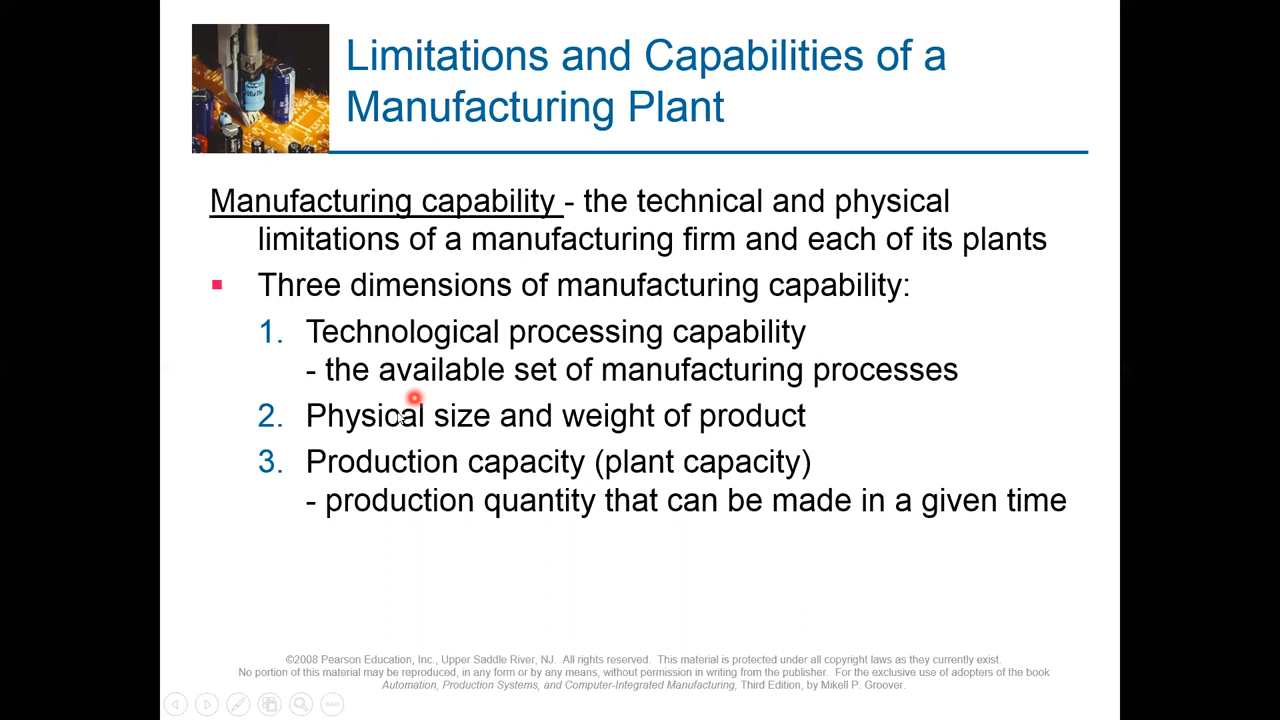 Limitations and Capabilities of a
Manufacturing Plant
Manufacturing capability - the technical and physical
limitations of a manufacturing firm and each of its plants
▪ Three dimensions of manufacturing capability:
1. Technological processing capability
- the available set of manufacturing processes
2. Physical size and weight of product
3. Production capacity (plant capacity)
- production quantity that can be made in a given time
©2008 Pearson Education, Inc., Upper Saddle River, NJ. All rights reserved. This material is protected under all copyright laws as they currently exist.
No portion of this material may be reproduced, in any form or by any means, without permission in writing from the publisher. For the exclusive use of adopters of the book
Automation, Production Systems, and Computer-Integrated Manufacturing, Third Edition, by Mikell P. Groover.